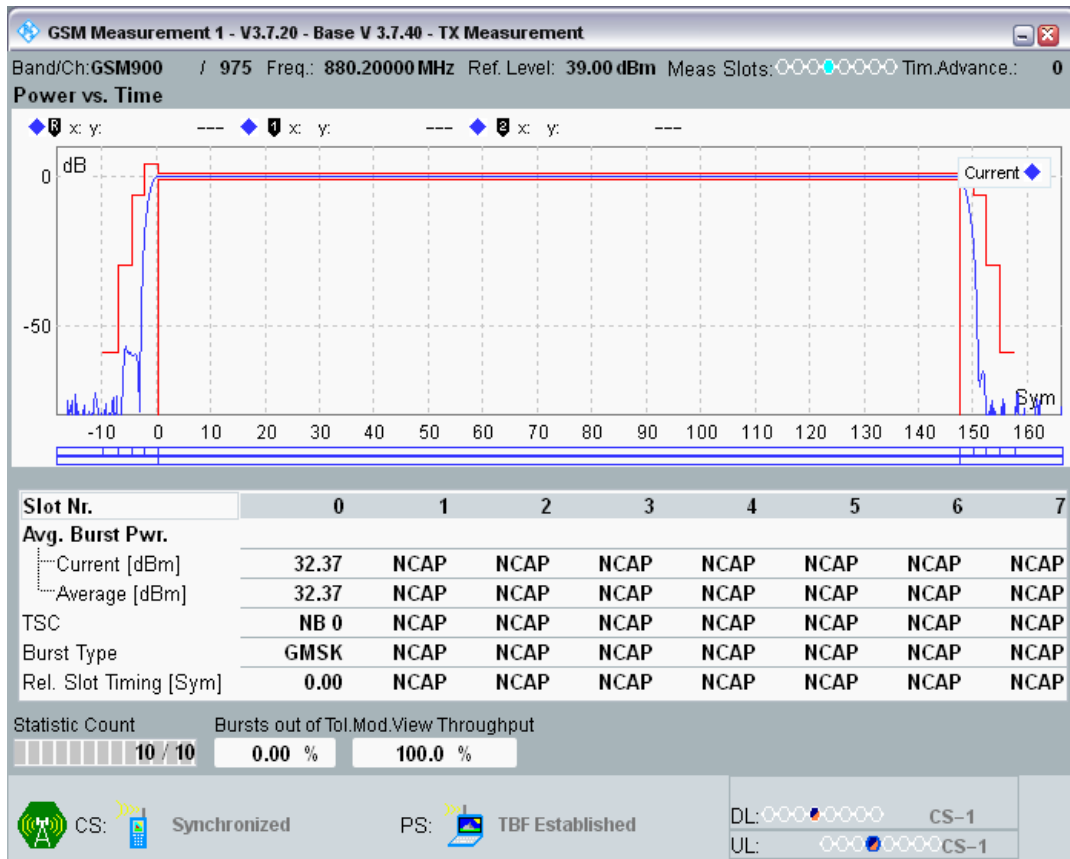 GSM Measurement 1 - V3.7.20 - Base V 3.7.40 - TX Measurement
Band/Ch:GSM900 / 975 Freq.: 880.20000 MHz Ref. Level: 39.00 dBm Meas Slots: Tim.Advance.: 0
Power vs. Time
R x: y: --- 1 x: y: --- 2 x: y: ---
dB
Current
0
-50
Sym
-10 0 10 20 30 40 50 60 70 80 90 100 110 120 130 140 150 160
Slot Nr. 0 1 2 3 4 5 6 7
Avg. Burst Pwr.
Current [dBm] 32.37 NCAP NCAP NCAP NCAP NCAP NCAP NCAP
Average [dBm] 32.37 NCAP NCAP NCAP NCAP NCAP NCAP NCAP
TSC NB 0 NCAP NCAP NCAP NCAP NCAP NCAP NCAP
Burst Type GMSK NCAP NCAP NCAP NCAP NCAP NCAP NCAP
Rel. Slot Timing [Sym] 0.00 NCAP NCAP NCAP NCAP NCAP NCAP NCAP
Statistic Count Bursts out of Tol. Mod.View Throughput
10 / 10 0.00 % 100.0 %
CS: Synchronized PS: TBF Established
DL: CS-1
UL: CS-1